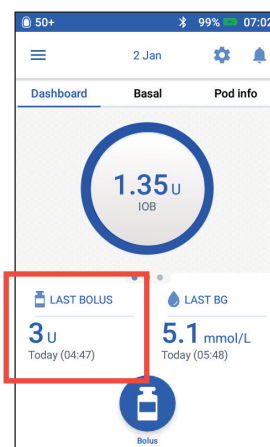 50+ 99% 07:02
2 Jan
Dashboard Basal Pod info
1.35 U
IOB
LAST BOLUS
3 U
Today (04:47)
LAST BG
5.1 mmol/L
Today (05:48)
Bolus